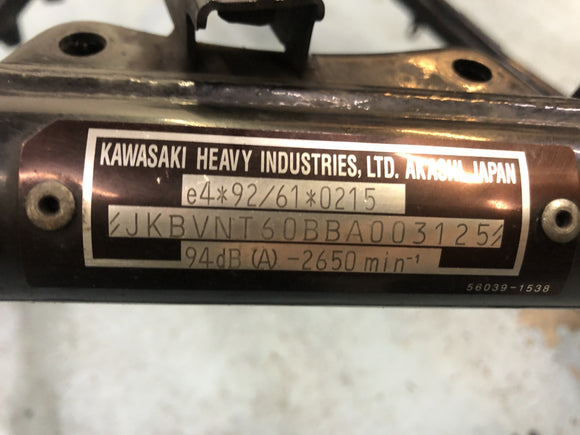 KAWASAKI HEAVY INDUSTRIES, LTD. AKASHI, JAPAN
e4*92/61*0215
JKBVNT60BBA003125
94dB (A) -2650 min⁻¹
56039-1538